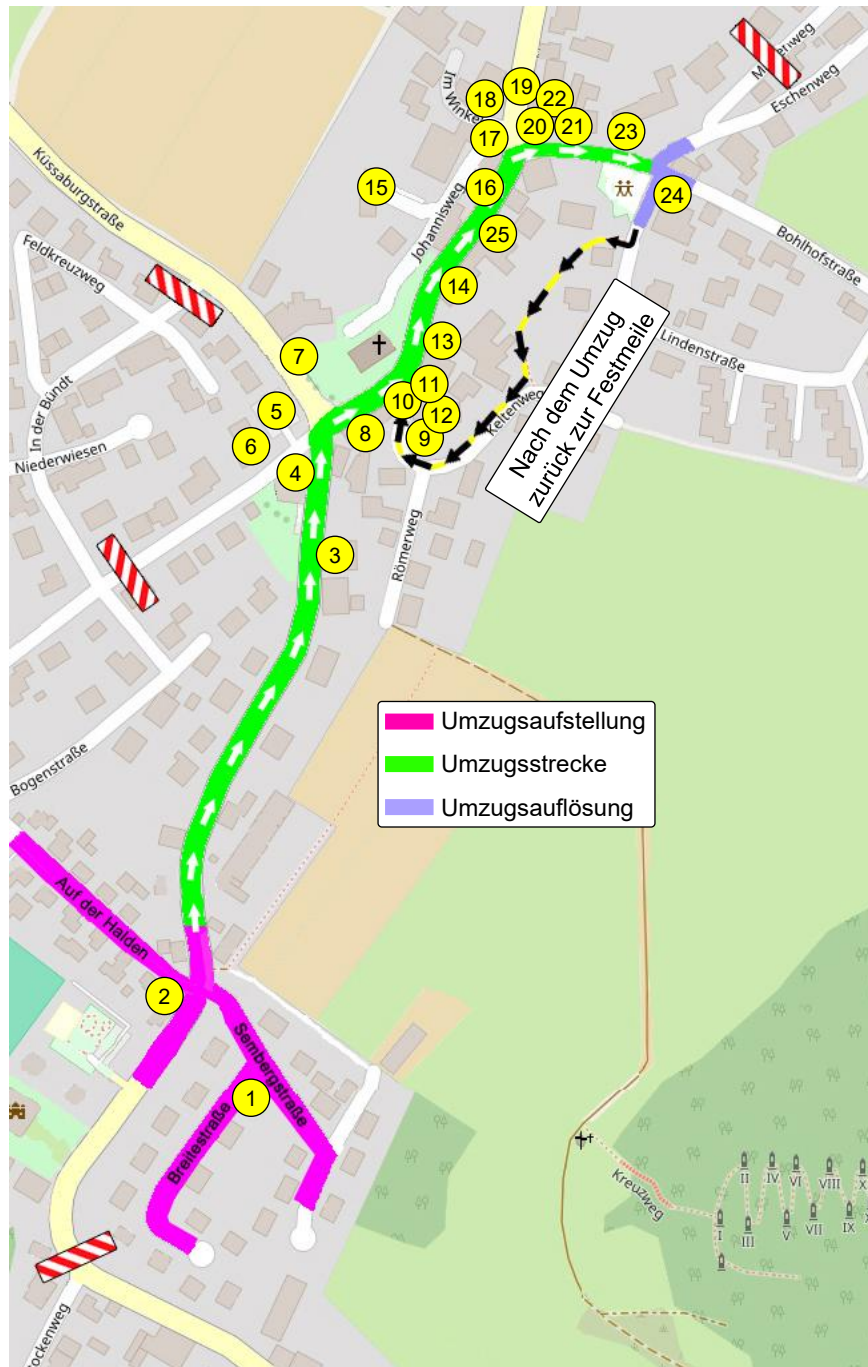 Mühlenweg
Eschenweg
Im Winkel
18
19
22
20
21
23
17
Küssaburgstraße
15
16
24
Johannisweg
25
Bohlhofstraße
Feldkreuzweg
14
7
13
Lindenstraße
Nach dem Umzug
zurück zur Festmeile
5
10
11
12
6
8
9
Keltenweg
In der Bündt
Niederwiesen
4
3
Römerweg
Umzugsaufstellung
Umzugsstrecke
Umzugsauflösung
Bogenstraße
Auf der Halden
2
Sembergstraße
1
Breitestraße
Kreuzweg
I
II
III
IV
V
VI
VII
VIII
IX
X
ockenweg